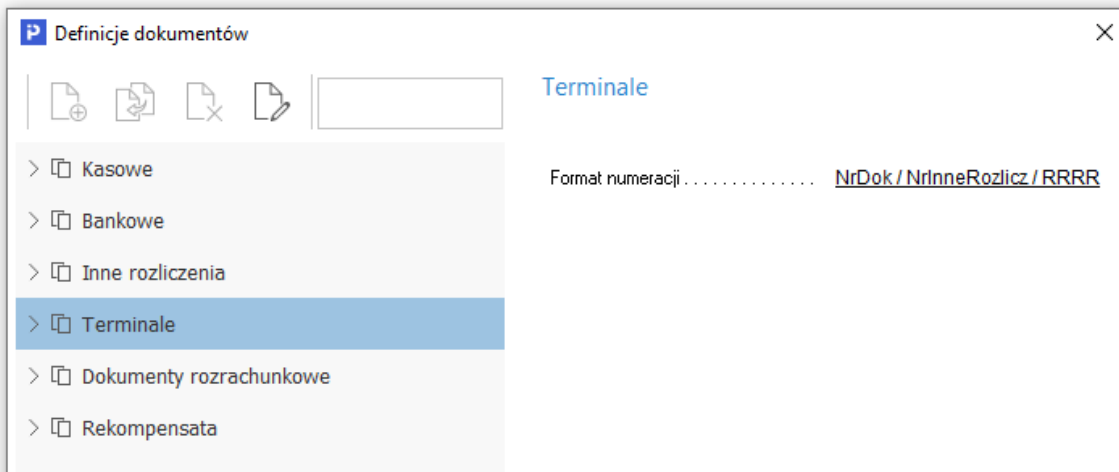 Definicje dokumentów
Terminale
Format numeracji . . . . . . . . . . . . . . NrDok / NrInneRozlicz / RRRR
Kasowe
Bankowe
Inne rozliczenia
Terminale
Dokumenty rozrachunkowe
Rekompensata